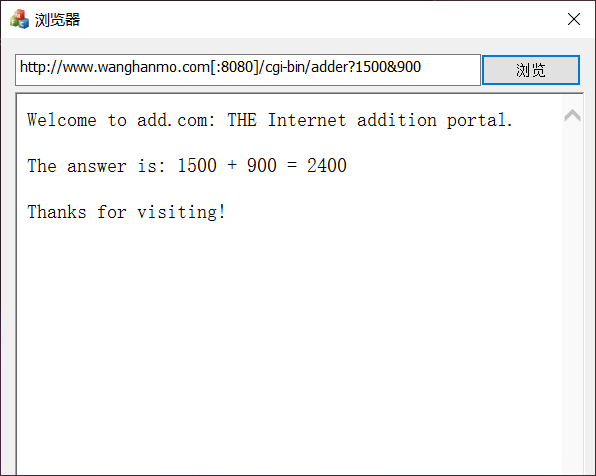 浏览器
http://www.wanghanmo.com[:8080]/cgi-bin/adder?1500&900
浏览
Welcome to add.com: THE Internet addition portal.
The answer is: 1500 + 900 = 2400
Thanks for visiting!